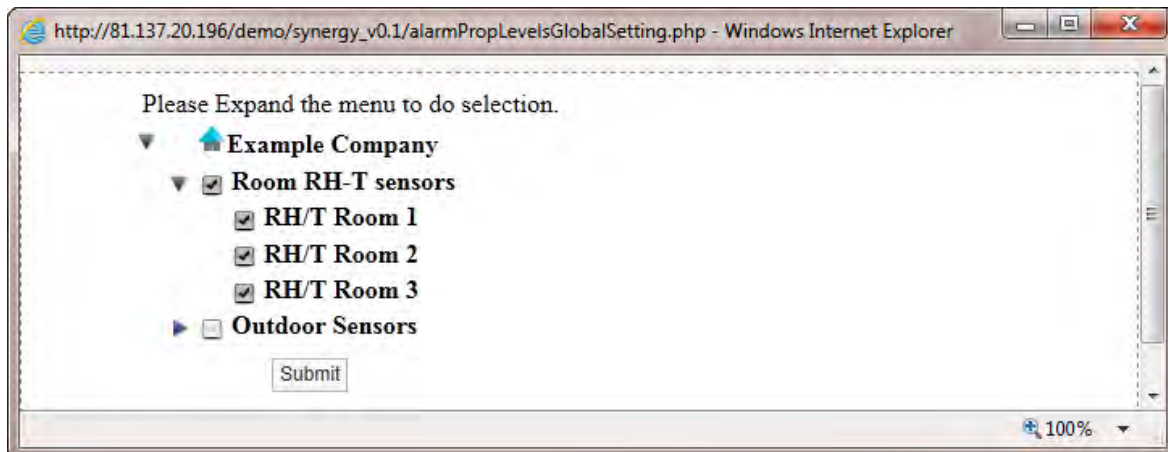 http://81.137.20.196/demo/synergy_v0.1/alarmPropLevelsGlobalSetting.php - Windows Internet Explorer
Please Expand the menu to do selection.
Example Company
Room RH-T sensors
RH/T Room 1
RH/T Room 2
RH/T Room 3
Outdoor Sensors
Submit
100%